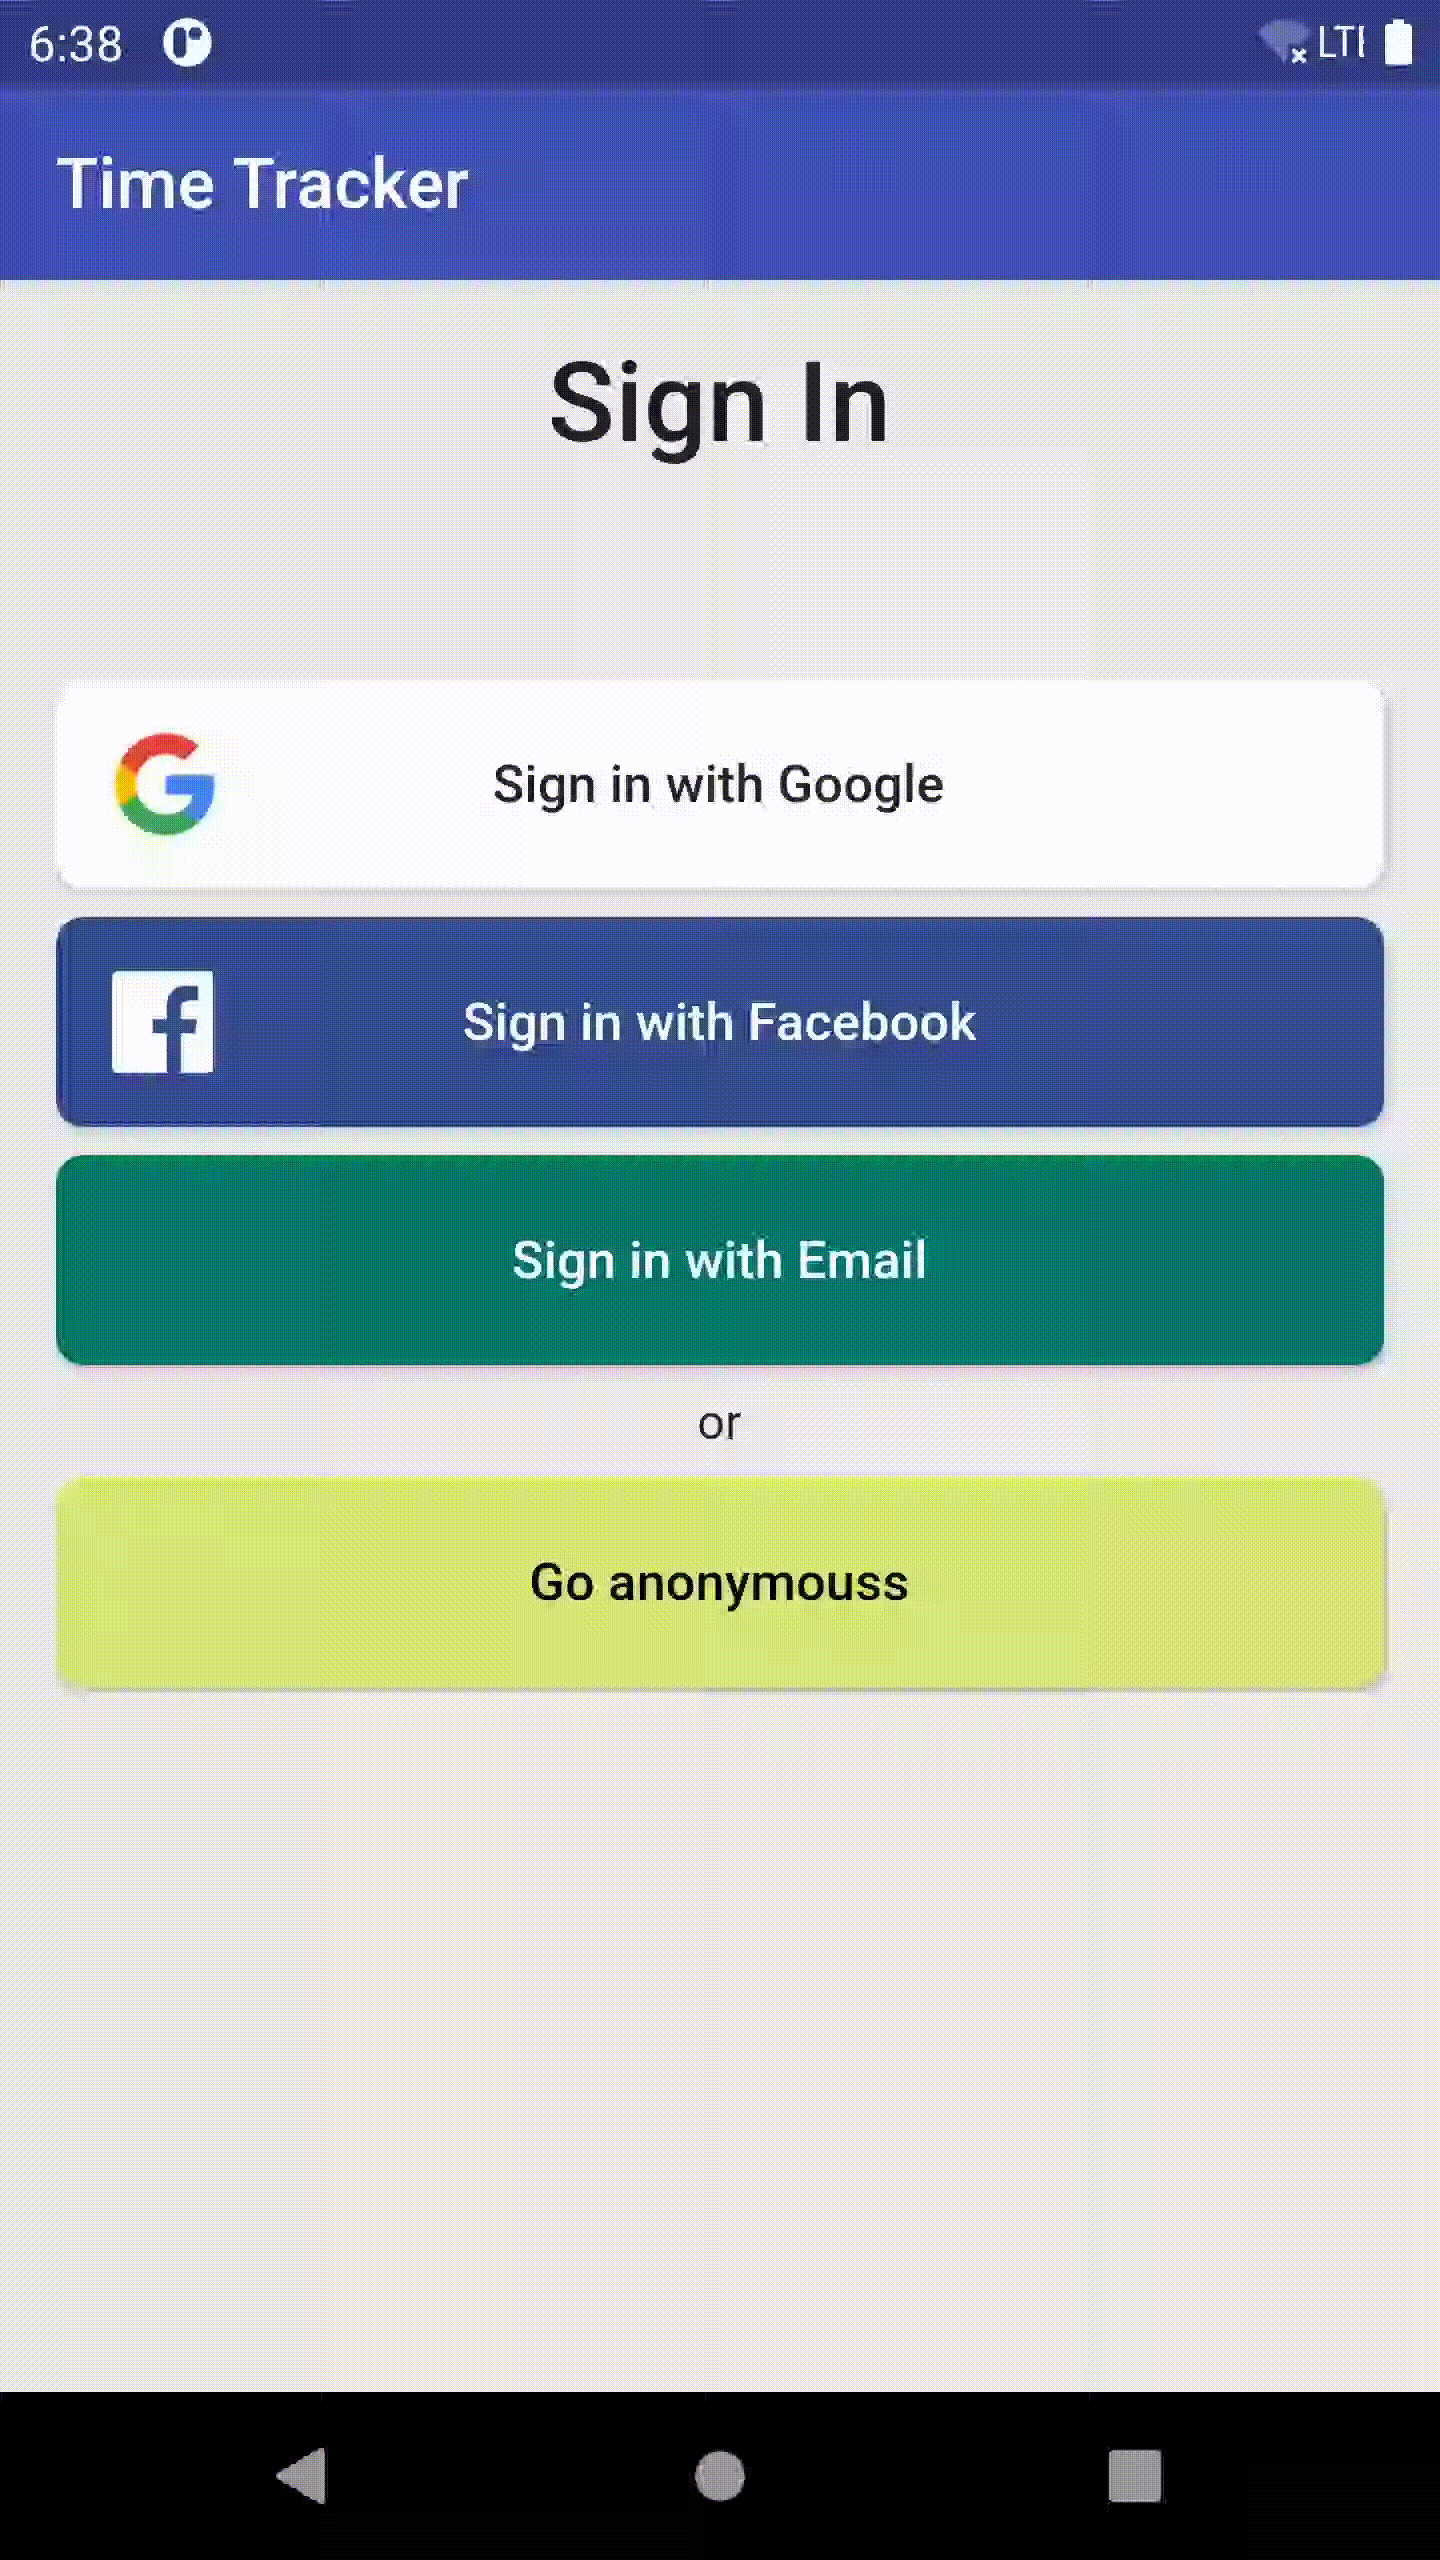 6:38
LTE
Time Tracker
Sign In
Sign in with Google
Sign in with Facebook
Sign in with Email
or
Go anonymouss